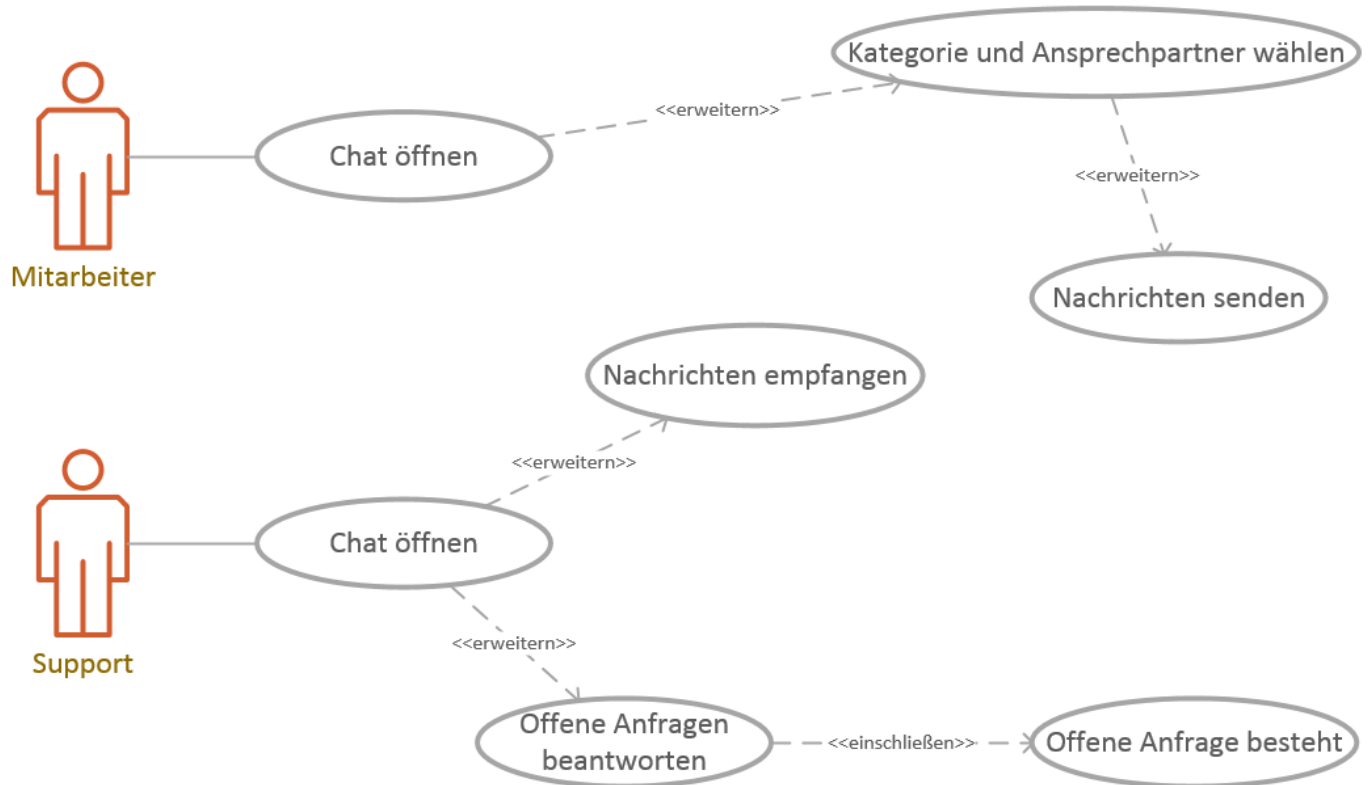 Kategorie und Ansprechpartner wählen
<<erweitern>>
Chat öffnen
<<erweitern>>
Mitarbeiter
Nachrichten senden
Nachrichten empfangen
<<erweitern>>
Chat öffnen
<<erweitern>>
Support
Offene Anfragen
beantworten
<<einschließen>>
Offene Anfrage besteht